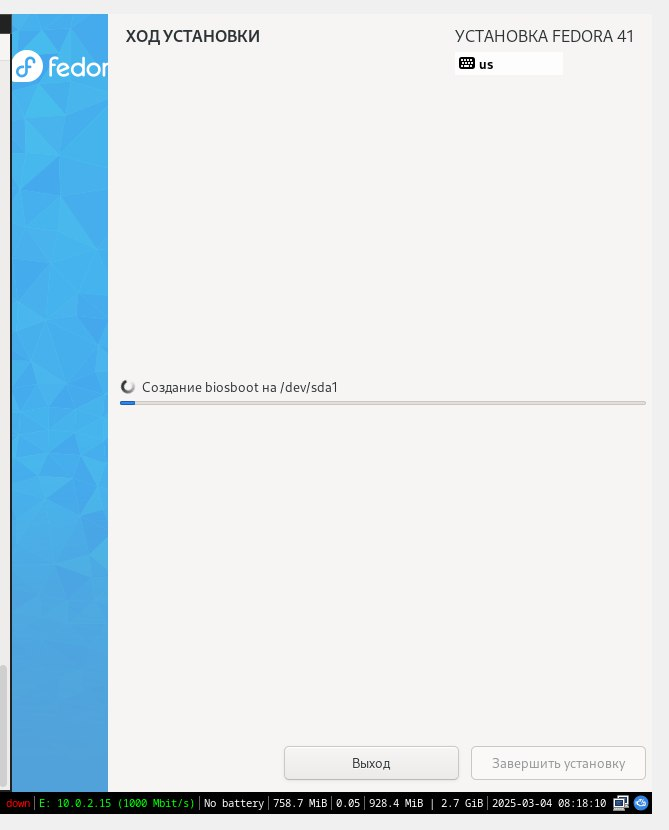 ХОД УСТАНОВКИ
УСТАНОВКА FEDORA 41
us
fedor
Создание biosboot на /dev/sda1
Выход
Завершить установку
down E: 10.0.2.15 (1000 Mbit/s) No battery 758.7 MiB 0.05 928.4 MiB | 2.7 GiB 2025-03-04 08:18:10